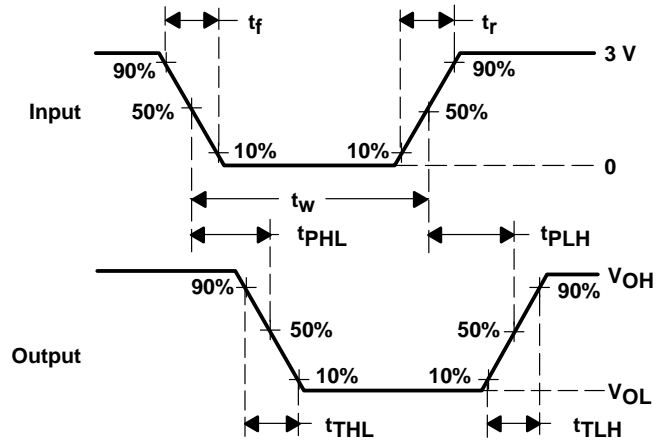 tf
tr
3 V
90%
90%
Input
50%
50%
10%
10%
0
tw
tPHL
tPLH
VOH
90%
90%
50%
50%
Output
10%
10%
VOL
tTHL
tTLH